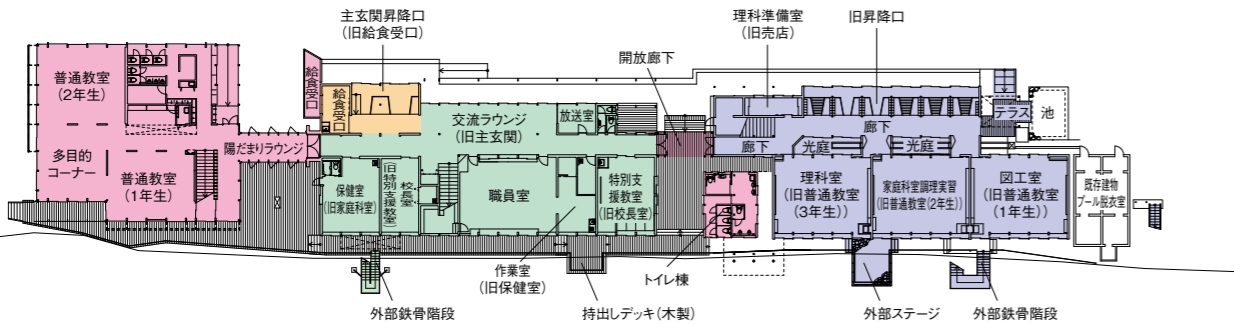 主玄関昇降口
（旧給食受口）
理科準備室
（旧売店）
旧昇降口
開放廊下
普通教室
（2年生）
給食受口
給食受口
交流ラウンジ
（旧主玄関）
放送室
テラス
池
廊下
廊下
光庭
光庭
陽だまりラウンジ
多目的
コーナー
普通教室
（1年生）
保健室
（旧家庭科室）
校長室
（旧特別支援教室）
職員室
特別支
援教室
（旧校長室）
理科室
（旧普通教室
（3年生））
家庭科室調理実習
（旧普通教室（2年生））
図工室
（旧普通教室
（1年生））
既存建物
プール脱衣室
作業室
（旧保健室）
トイレ棟
外部鉄骨階段
持出しデッキ（木製）
外部ステージ
外部鉄骨階段